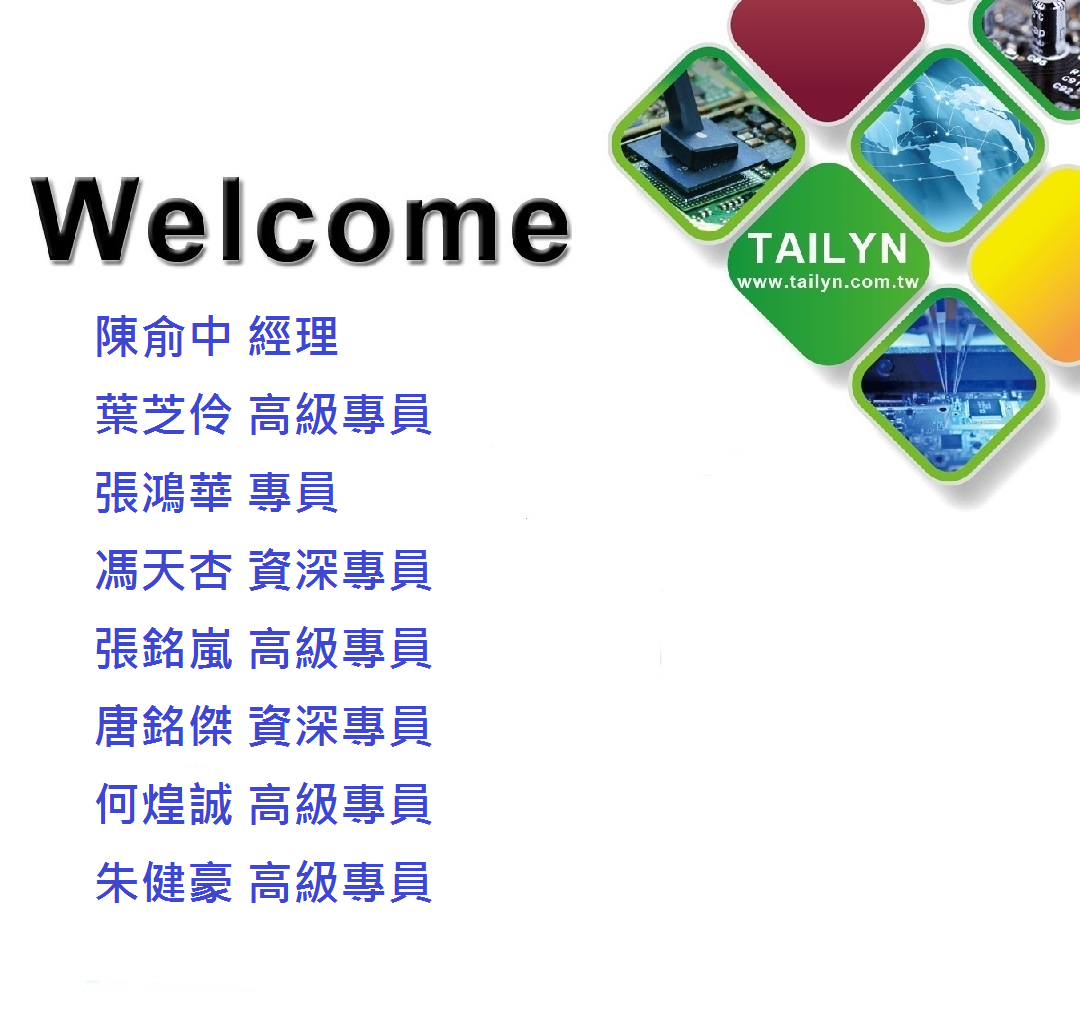 Welcome
TAILYN
www.tailyn.com.tw
陳俞中 經理
葉芝伶 高級專員
張鴻華 專員
馮天杏 資深專員
張銘嵐 高級專員
唐銘傑 資深專員
何煌誠 高級專員
朱健豪 高級專員